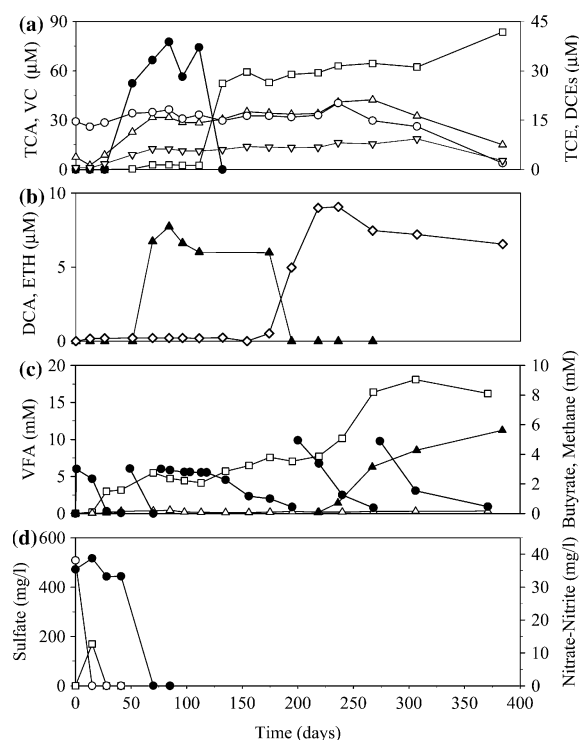 (a)
90
60
30
0
TCA, VC (µM)
45
30
15
0
TCE, DCEs (µM)
(b)
10
5
0
DCA, ETH (µM)
(c)
20
15
10
5
0
VFA (mM)
10
8
6
4
2
0
Butyrate, Methane (mM)
(d)
600
400
200
0
Sulfate (mg/l)
40
30
20
10
0
Nitrate-Nitrite (mg/l)
0 50 100 150 200 250 300 350 400
Time (days)